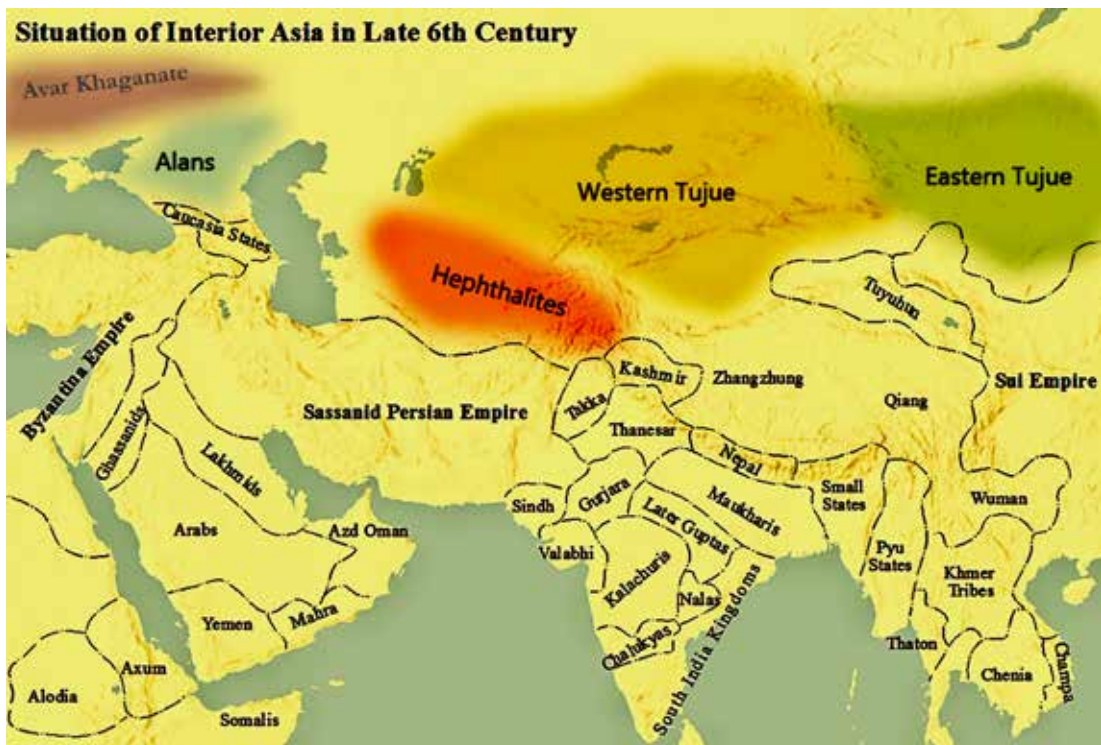 Situation of Interior Asia in Late 6th Century
Avar Khaganate
Alans
Western Tujue
Eastern Tujue
Caucasia States
Hephthalites
Tuyuhun
Byzantina Empire
Kashmir
Zhangzhung
Sui Empire
Takka
Qiang
Sassanid Persian Empire
Ghassanids
Thanesar
Lakhmids
Nepal
Sindh
Gurjara
Maukharis
Small
States
Wuman
Arabs
Azd Oman
Later Guptas
Valabhi
Pyu
States
Khmer
Tribes
Kalachuris
Nalas
Yemen
Mahra
Chalukyas
South India Kingdoms
Thaton
Axum
Chenia
Champa
Alodia
Somalis